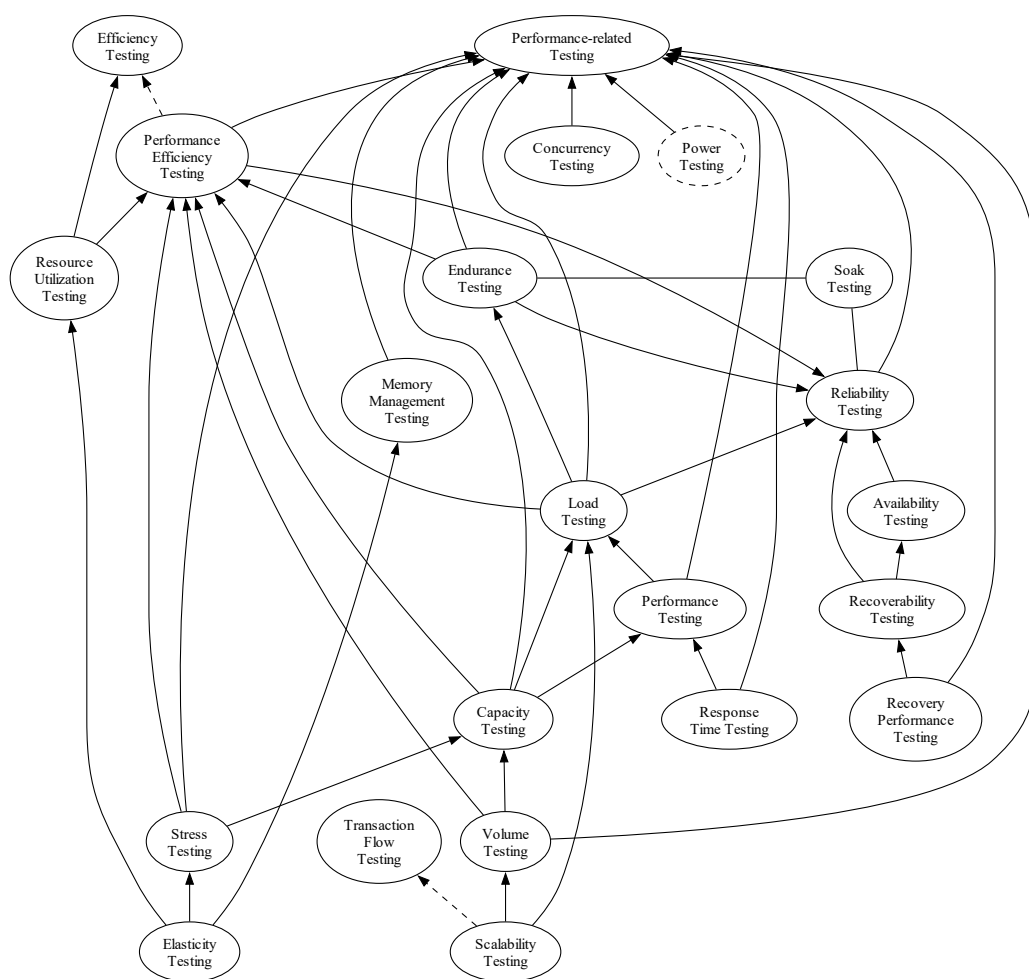 Efficiency
Testing
Performance-related
Testing
Performance
Efficiency
Testing
Concurrency
Testing
Power
Testing
Resource
Utilization
Testing
Endurance
Testing
Soak
Testing
Memory
Management
Testing
Reliability
Testing
Load
Testing
Availability
Testing
Performance
Testing
Recoverability
Testing
Capacity
Testing
Response
Time Testing
Recovery
Performance
Testing
Stress
Testing
Transaction
Flow
Testing
Volume
Testing
Elasticity
Testing
Scalability
Testing